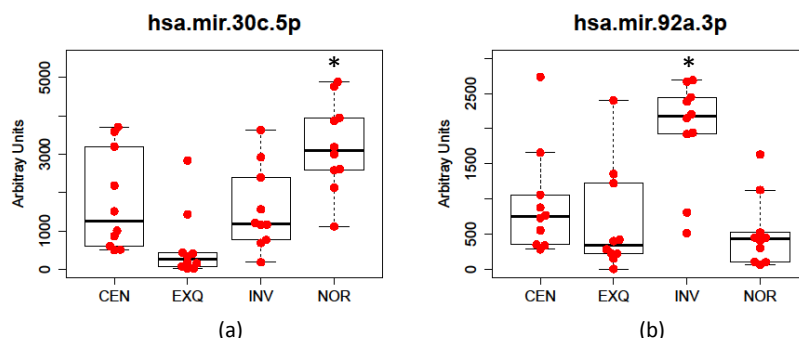 hsa.mir.30c.5p
*
Arbitray Units
5000
3000
1000
0
CEN EXQ INV NOR
(a)
hsa.mir.92a.3p
*
Arbitray Units
2500
1500
500
0
CEN EXQ INV NOR
(b)